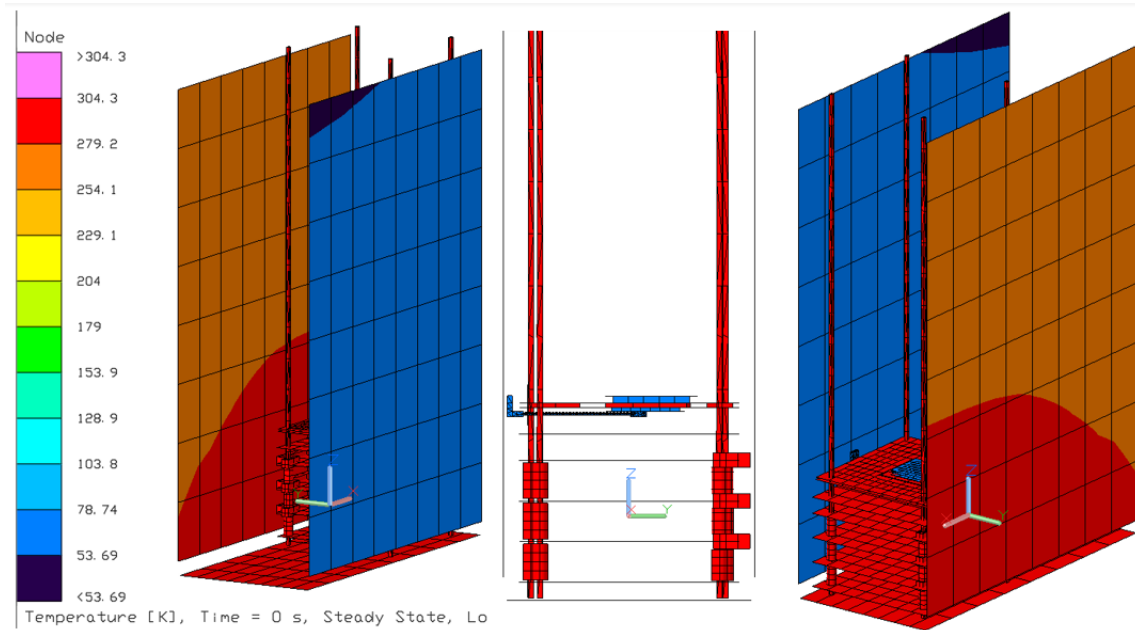 Node
>304.3
304.3
279.2
254.1
229.1
204
179
153.9
128.9
103.8
78.74
53.69
<53.69
Z
Y
X
Z
X
Y
Z
X
Y
Temperature [K], Time = 0 s, Steady State, Lo